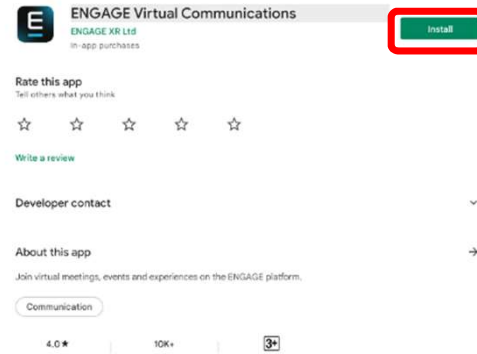 ENGAGE Virtual Communications
ENGAGE XR Ltd
In-app purchases
Install
Rate this app
Tell others what you think
Write a review
Developer contact
About this app
Join virtual meetings, events and experiences on the ENGAGE platform.
Communication
4.0★ 10K+ 3+